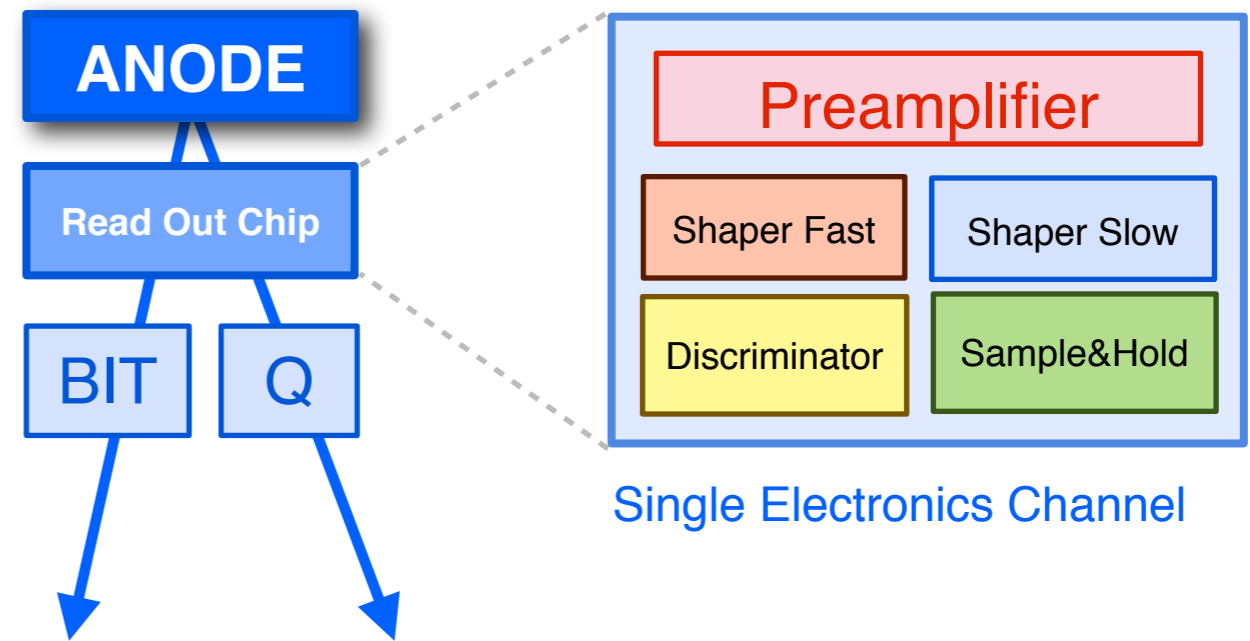 ANODE
Read Out Chip
BIT
Q
Preamplifier
Shaper Fast
Shaper Slow
Discriminator
Sample&Hold
Single Electronics Channel